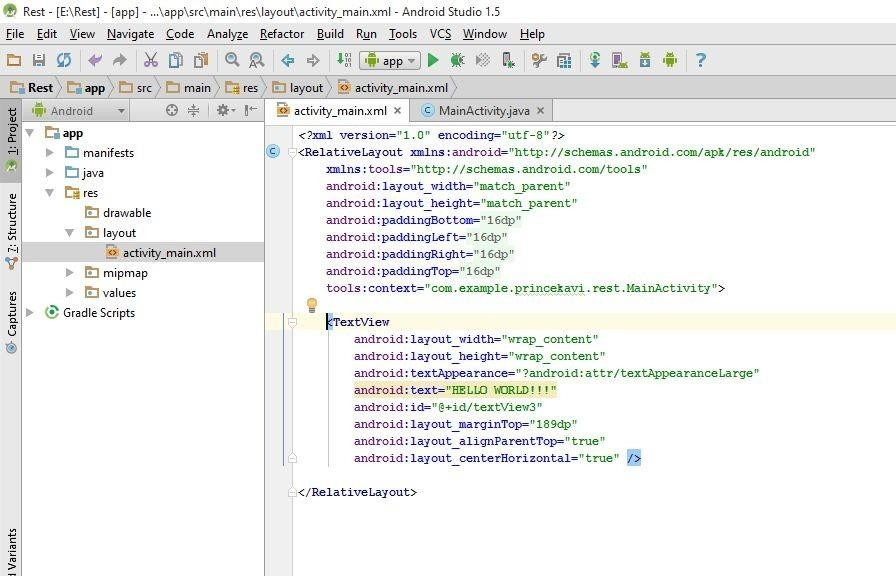 Rest - [E:\Rest] - [app] - ...\app\src\main\res\layout\activity_main.xml - Android Studio 1.5
File Edit View Navigate Code Analyze Refactor Build Run Tools VCS Window Help
app
Rest app src main res layout activity_main.xml
1: Project
7: Structure
Captures
d Variants
Android
app
manifests
java
res
drawable
layout
activity_main.xml
mipmap
values
Gradle Scripts
activity_main.xml × MainActivity.java ×
<?xml version="1.0" encoding="utf-8"?>
<RelativeLayout xmlns:android="http://schemas.android.com/apk/res/android"
xmlns:tools="http://schemas.android.com/tools"
android:layout_width="match_parent"
android:layout_height="match_parent"
android:paddingBottom="16dp"
android:paddingLeft="16dp"
android:paddingRight="16dp"
android:paddingTop="16dp"
tools:context="com.example.princekavi.rest.MainActivity">
<TextView
android:layout_width="wrap_content"
android:layout_height="wrap_content"
android:textAppearance="?android:attr/textAppearanceLarge"
android:text="HELLO WORLD!!!"
android:id="@+id/textView3"
android:layout_marginTop="189dp"
android:layout_alignParentTop="true"
android:layout_centerHorizontal="true" />
</RelativeLayout>